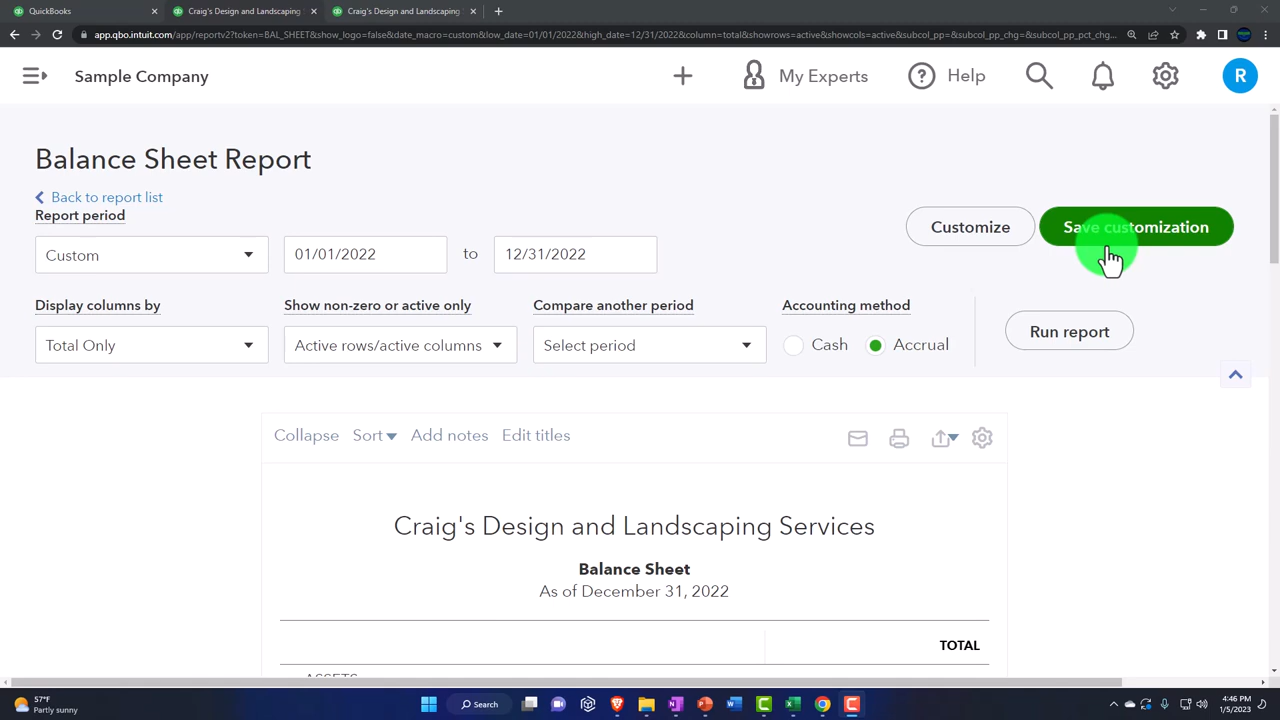 QuickBooks
Craig's Design and Landscaping
Craig's Design and Landscaping
app.qbo.intuit.com/app/reportv2?token=BAL_SHEET&show_logo=false&date_macro=custom&low_date=01/01/2022&high_date=12/31/2022&column=total&showrows=active&showcols=active&subcol_pp=&subcol_pp_chg=&subcol_pp_pct_chg...
Sample Company
My Experts
Help
R
Balance Sheet Report
Back to report list
Report period
Customize
Save customization
Custom
01/01/2022
to
12/31/2022
Display columns by
Show non-zero or active only
Compare another period
Accounting method
Total Only
Active rows/active columns
Select period
Cash
Accrual
Run report
Collapse
Sort
Add notes
Edit titles
Craig's Design and Landscaping Services
Balance Sheet
As of December 31, 2022
TOTAL
ASSETS
57°F
Partly sunny
Search
4:46 PM
1/5/2023